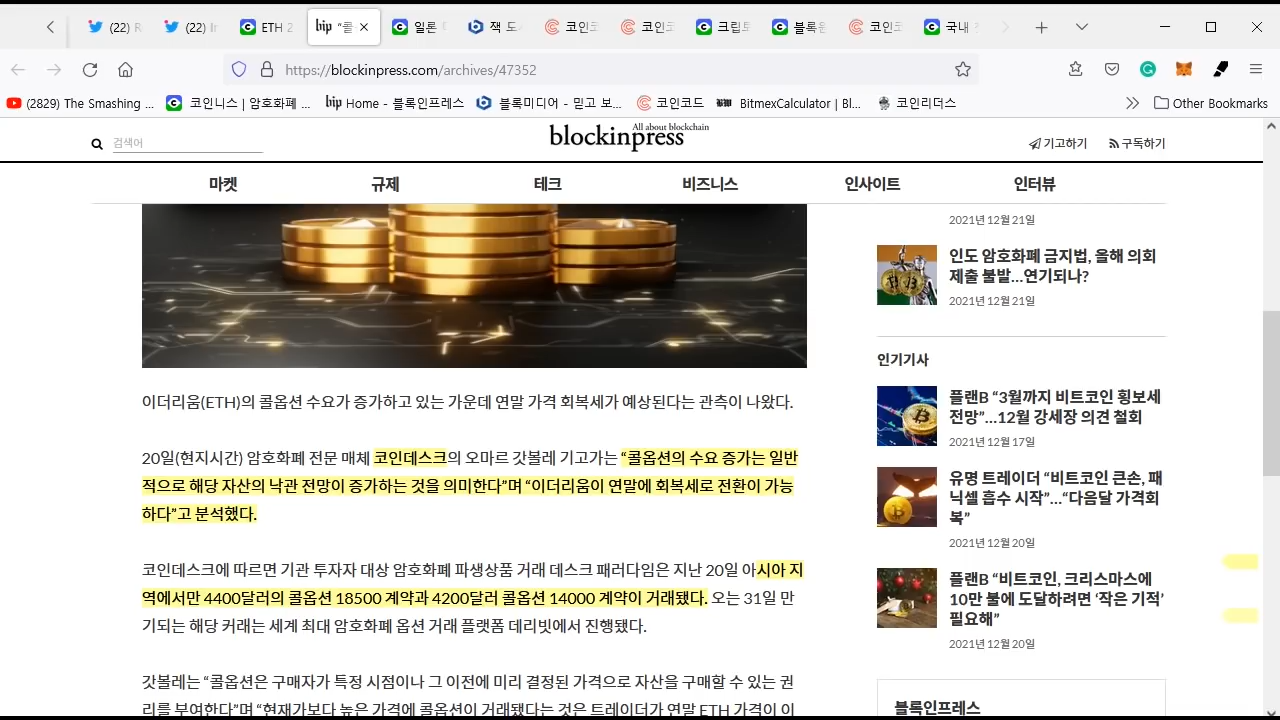 (22) R
(22) Ir
ETH 2
bip "콜
일론
잭 도
코인
코인
크립
블록
코인
국내
https://blockinpress.com/archives/47352
(2829) The Smashing ...
코인니스 | 암호화폐 ...
bip Home - 블록인프레스
블록미디어 - 믿고 보...
코인코드
BitmexCalculator | Bl...
코인리더스
Other Bookmarks
검색어
All about blockchain
blockinpress
기고하기
구독하기
마켓
규제
테크
비즈니스
인사이트
인터뷰
이더리움(ETH)의 콜옵션 수요가 증가하고 있는 가운데 연말 가격 회복세가 예상된다는 관측이 나왔다.
20일(현지시간) 암호화폐 전문 매체 코인데스크의 오마르 갓볼레 기고가는 “콜옵션의 수요 증가는 일반
적으로 해당 자산의 낙관 전망이 증가하는 것을 의미한다”며 “이더리움이 연말에 회복세로 전환이 가능
하다”고 분석했다.
코인데스크에 따르면 기관 투자자 대상 암호화폐 파생상품 거래 데스크 패러다임은 지난 20일 아시아 지
역에서만 4400달러의 콜옵션 18500 계약과 4200달러 콜옵션 14000 계약이 거래됐다. 오는 31일 만
기되는 해당 커래는 세계 최대 암호화폐 옵션 거래 플랫폼 데리빗에서 진행됐다.
갓볼레는 “콜옵션은 구매자가 특정 시점이나 그 이전에 미리 결정된 가격으로 자산을 구매할 수 있는 권
리를 부여한다”며 “현재가보다 높은 가격에 콜옵션이 거래됐다는 것은 트레이더가 연말 ETH 가격이 이
2021년 12월 21일
인도 암호화폐 금지법, 올해 의회
제출 불발…연기되나?
2021년 12월 21일
인기기사
플랜B “3월까지 비트코인 횡보세
전망”…12월 강세장 의견 철회
2021년 12월 17일
유명 트레이더 “비트코인 큰손, 패
닉셀 흡수 시작”…“다음달 가격회
복”
2021년 12월 20일
플랜B “비트코인, 크리스마스에
10만 불에 도달하려면 ‘작은 기적’
필요해”
2021년 12월 20일
블록인프레스